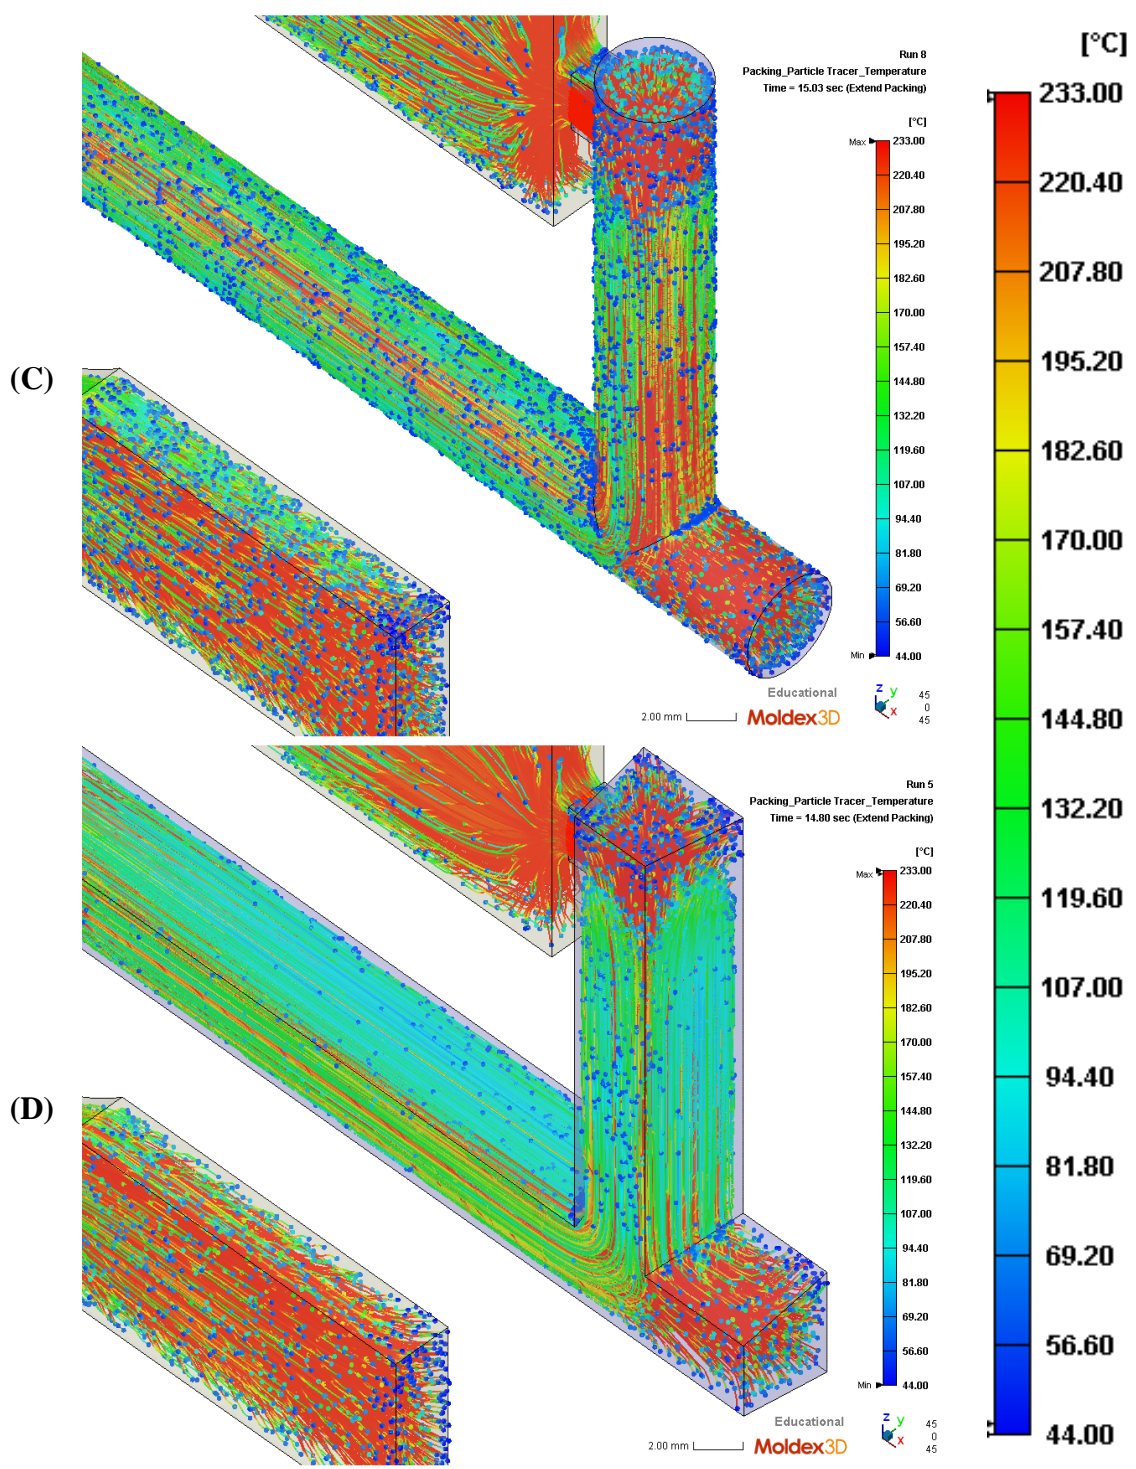 (C)
Run 8
Packing_Particle Tracer_Temperature
Time = 15.03 sec (Extend Packing)
[°C]
Max
233.00
220.40
207.80
195.20
182.60
170.00
157.40
144.80
132.20
119.60
107.00
94.40
81.80
69.20
56.60
Min
44.00
Educational
2.00 mm
Moldex3D
z y x
45
0
45
(D)
Run 5
Packing_Particle Tracer_Temperature
Time = 14.80 sec (Extend Packing)
[°C]
Max
233.00
220.40
207.80
195.20
182.60
170.00
157.40
144.80
132.20
119.60
107.00
94.40
81.80
69.20
56.60
Min
44.00
Educational
2.00 mm
Moldex3D
z y x
45
0
45
[°C]
233.00
220.40
207.80
195.20
182.60
170.00
157.40
144.80
132.20
119.60
107.00
94.40
81.80
69.20
56.60
44.00